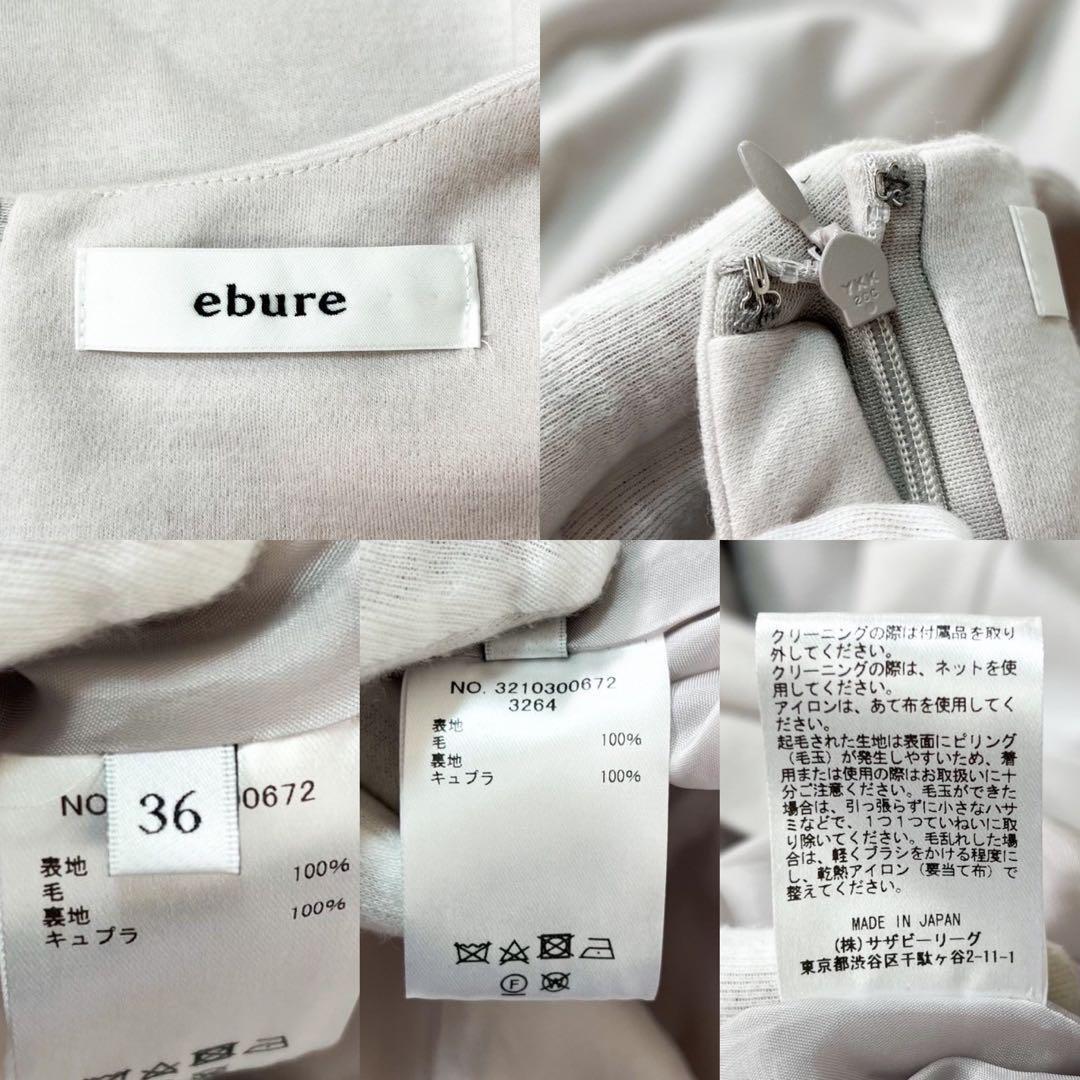 ebure
YKK
20C
NO. 0672
36
表地 100%
毛
裏地 100%
キュプラ
NO. 3210300672
3264
表地
毛 100%
裏地
キュプラ 100%
F
W
クリーニングの際は付属品を取り
外してください。
クリーニングの際は、ネットを使
用してください。
アイロンは、あて布を使用してく
ださい。
起毛された生地は表面にピリング
(毛玉)が発生しやすいため、着
用または使用の際はお取扱いに十
分ご注意ください。毛玉ができた
場合は、引っ張らずに小さなハサ
ミなどで、1つ1つていねいに取
り除いてください。毛乱れした場
合は、軽くブラシをかける程度に
し、乾熱アイロン(要当て布)で
整えてください。
MADE IN JAPAN
(株)サザビーリーグ
東京都渋谷区千駄ヶ谷2-11-1